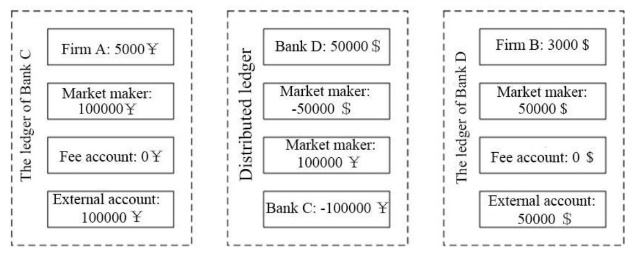 The ledger of Bank C
Firm A: 5000￥
Market maker:
100000￥
Fee account: 0￥
External account:
100000 ￥
Distributed ledger
Bank D: 50000 $
Market maker:
-50000 $
Market maker:
100000 ￥
Bank C: -100000 ￥
The ledger of Bank D
Firm B: 3000 $
Market maker:
50000 $
Fee account: 0 $
External account:
50000 $